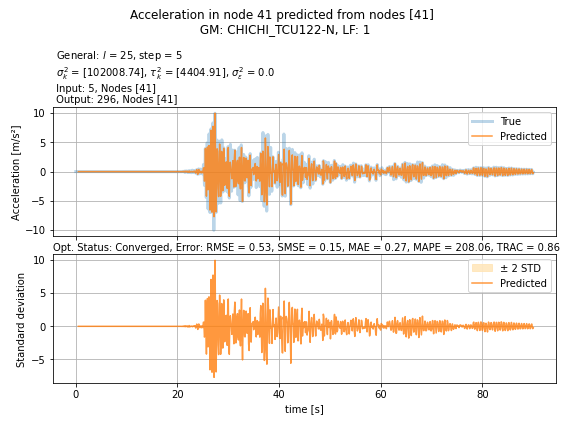 Acceleration in node 41 predicted from nodes [41]
GM: CHICHI_TCU122-N, LF: 1
General: l = 25, step = 5
σ²ₖ = [102008.74], τ²ₖ = [4404.91], σ²ε = 0.0
Input: 5, Nodes [41]
Output: 296, Nodes [41]
Acceleration [m/s²]
10
5
0
−5
−10
True
Predicted
Opt. Status: Converged, Error: RMSE = 0.53, SMSE = 0.15, MAE = 0.27, MAPE = 208.06, TRAC = 0.86
Standard deviation
10
5
0
−5
± 2 STD
Predicted
0 20 40 60 80
time [s]